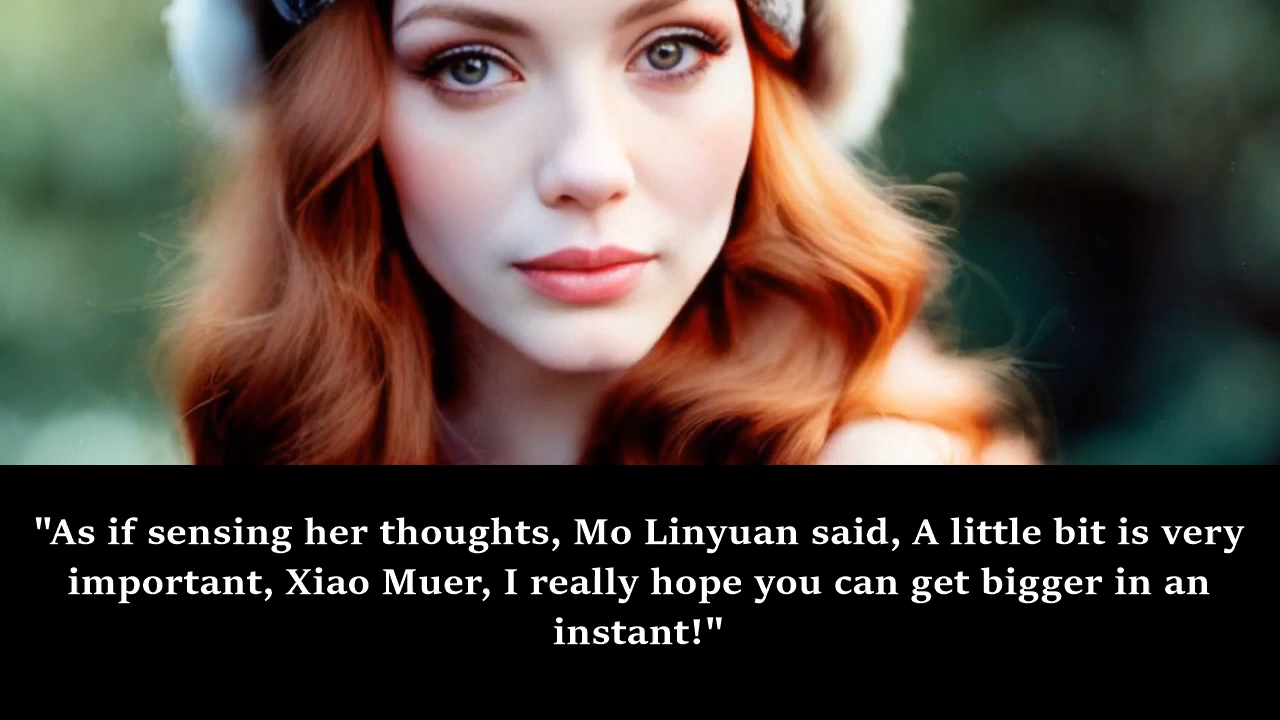 "As if sensing her thoughts, Mo Linyuan said, A little bit is very
important, Xiao Muer, I really hope you can get bigger in an
instant!"